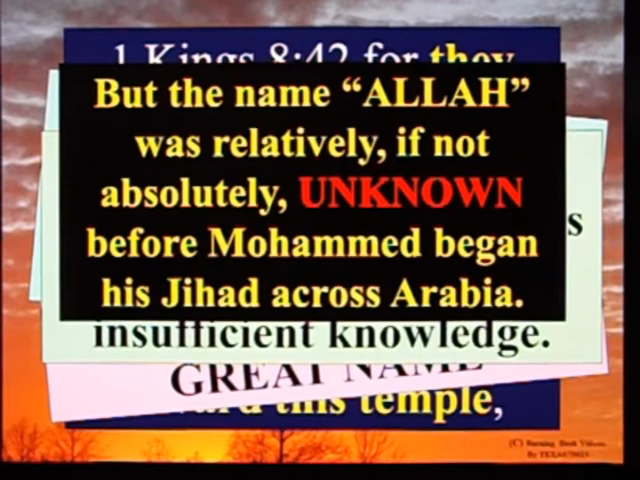 1 Kings 8:42 for they
But the name “ALLAH”
was relatively, if not
absolutely, UNKNOWN
before Mohammed began
his Jihad across Arabia.
s
insufficient knowledge.
GREAT NAME
this temple,
(C) Burning Bush Videos,